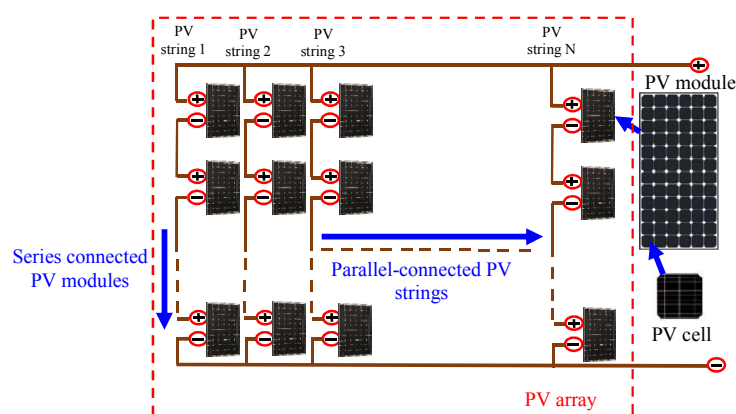 PV
string 1
PV
string 2
PV
string 3
PV
string N
PV module
Series connected
PV modules
Parallel-connected PV
strings
PV cell
PV array